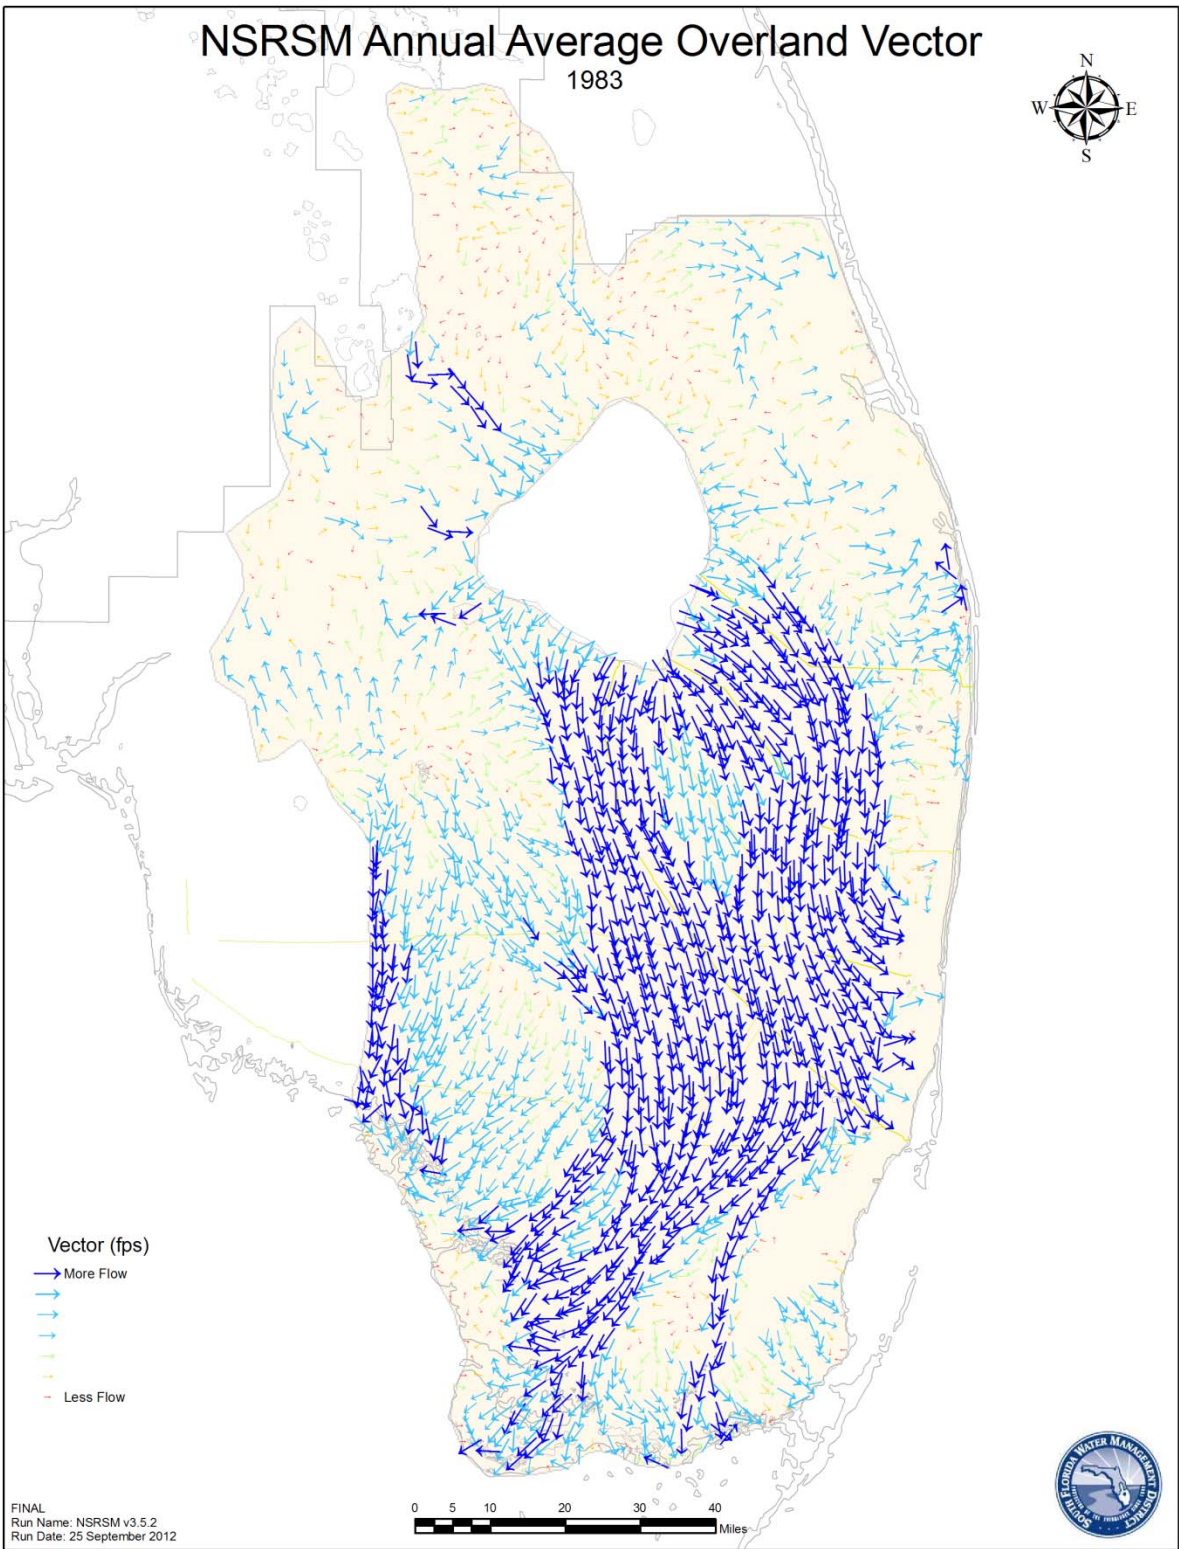 NSRSM Annual Average Overland Vector
1983
N
W E
S
Vector (fps)
More Flow
Less Flow
FINAL
Run Name: NSRSM v3.5.2
Run Date: 25 September 2012
0 5 10 20 30 40
Miles
SOUTH FLORIDA WATER MANAGEMENT DISTRICT